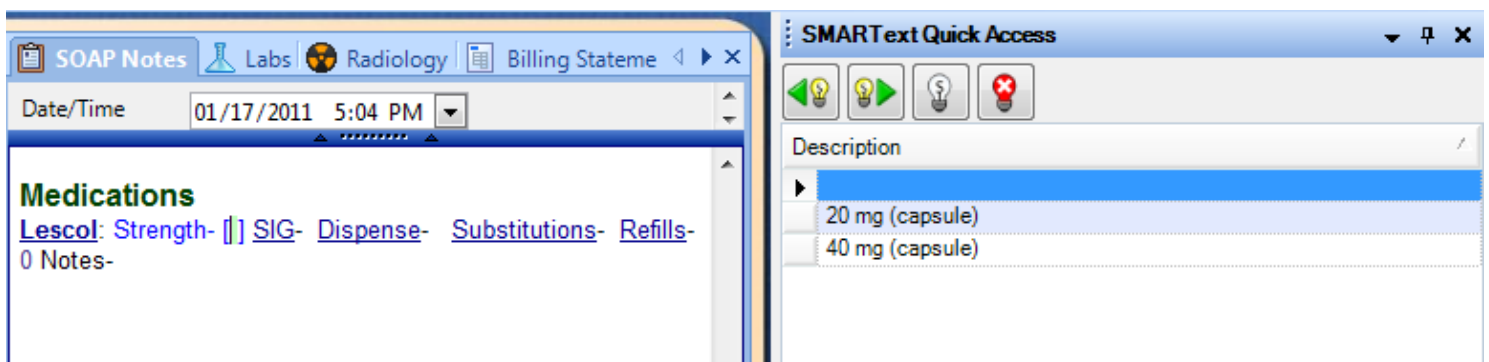 SOAP Notes Labs Radiology Billing Stateme
Date/Time 01/17/2011 5:04 PM
Medications
Lescol: Strength- [] SIG- Dispense- Substitutions- Refills-
0 Notes-
SMARText Quick Access
Description
20 mg (capsule)
40 mg (capsule)